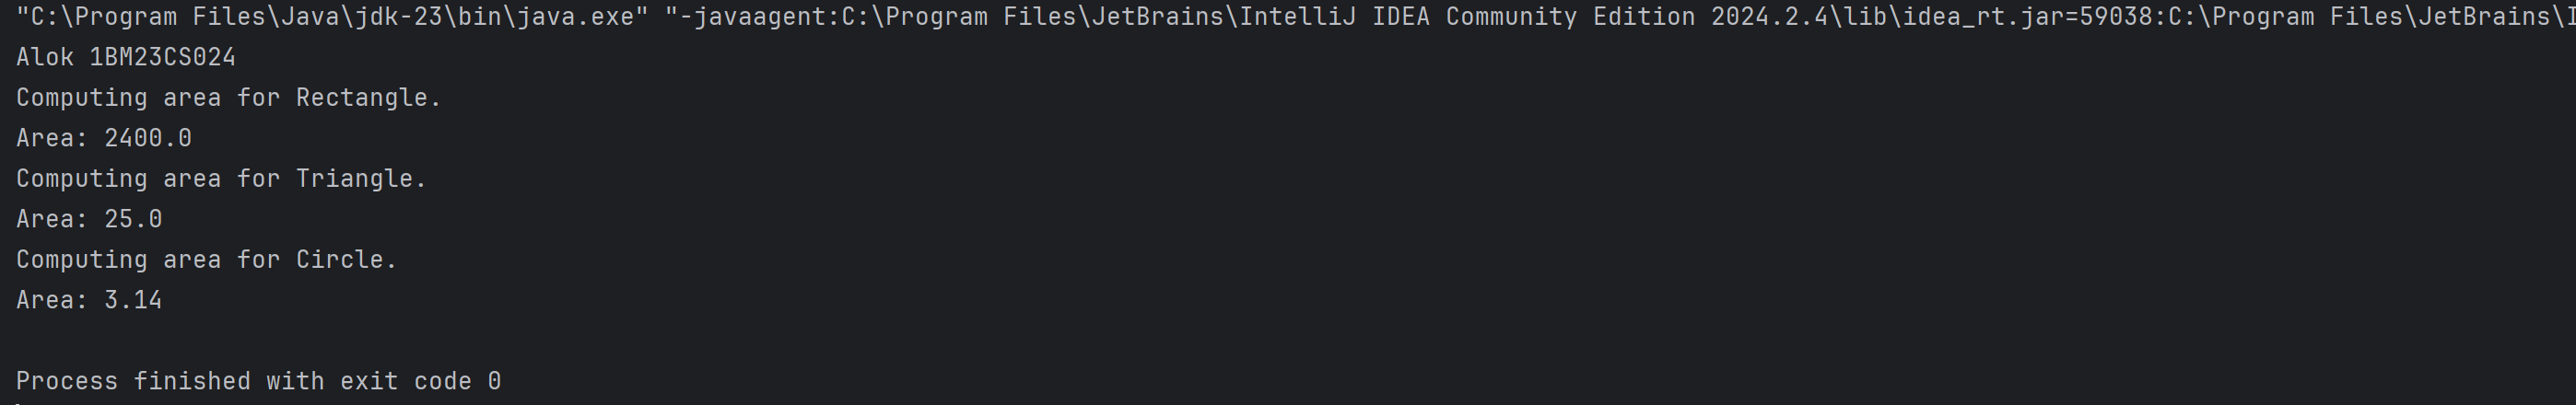 "C:\Program Files\Java\jdk-23\bin\java.exe" "-javaagent:C:\Program Files\JetBrains\IntelliJ IDEA Community Edition 2024.2.4\lib\idea_rt.jar=59038:C:\Program Files\JetBrains\I
Alok 1BM23CS024
Computing area for Rectangle.
Area: 2400.0
Computing area for Triangle.
Area: 25.0
Computing area for Circle.
Area: 3.14
Process finished with exit code 0